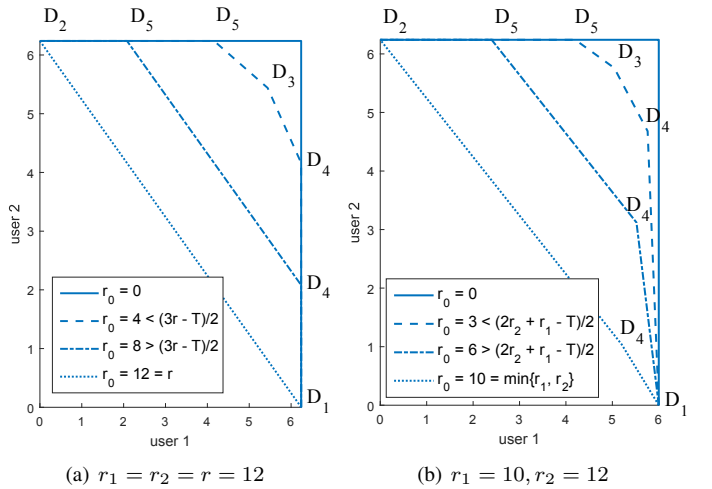 D₂ D₅ D₅
D₃
D₄
D₄
D₁
6
5
4
3
2
1
0
user 2
r₀ = 0
r₀ = 4 < (3r - T)/2
r₀ = 8 > (3r - T)/2
r₀ = 12 = r
0 1 2 3 4 5 6
user 1
(a) r₁ = r₂ = r = 12
D₂ D₅ D₅
D₃
D₄
D₄
D₄
D₁
6
5
4
3
2
1
0
user 2
r₀ = 0
r₀ = 3 < (2r₂ + r₁ - T)/2
r₀ = 6 > (2r₂ + r₁ - T)/2
r₀ = 10 = min{r₁, r₂}
0 1 2 3 4 5 6
user 1
(b) r₁ = 10, r₂ = 12